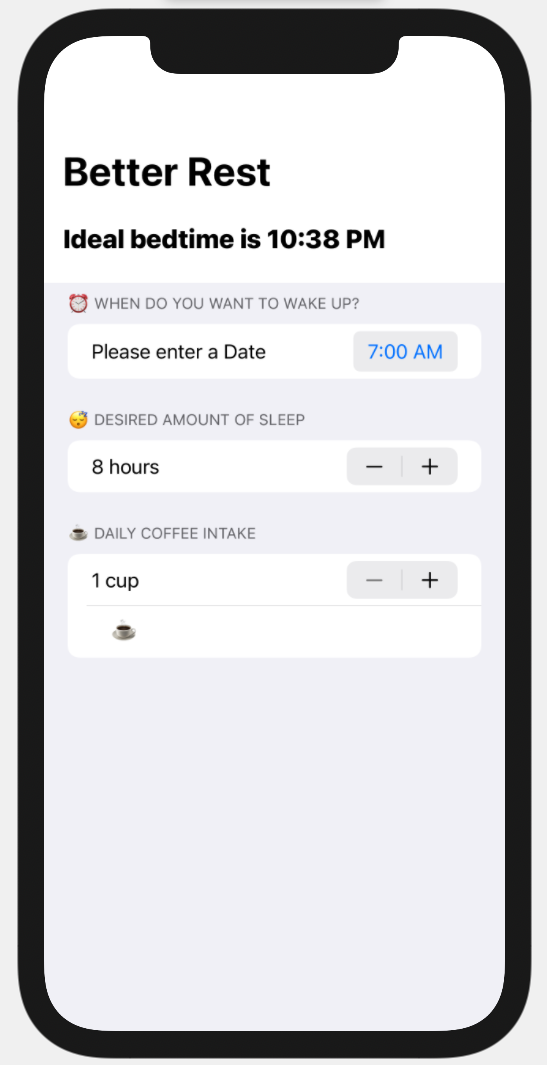 Better Rest
Ideal bedtime is 10:38 PM
⏰ WHEN DO YOU WANT TO WAKE UP?
Please enter a Date 7:00 AM
😴 DESIRED AMOUNT OF SLEEP
8 hours − +
☕ DAILY COFFEE INTAKE
1 cup − +
☕